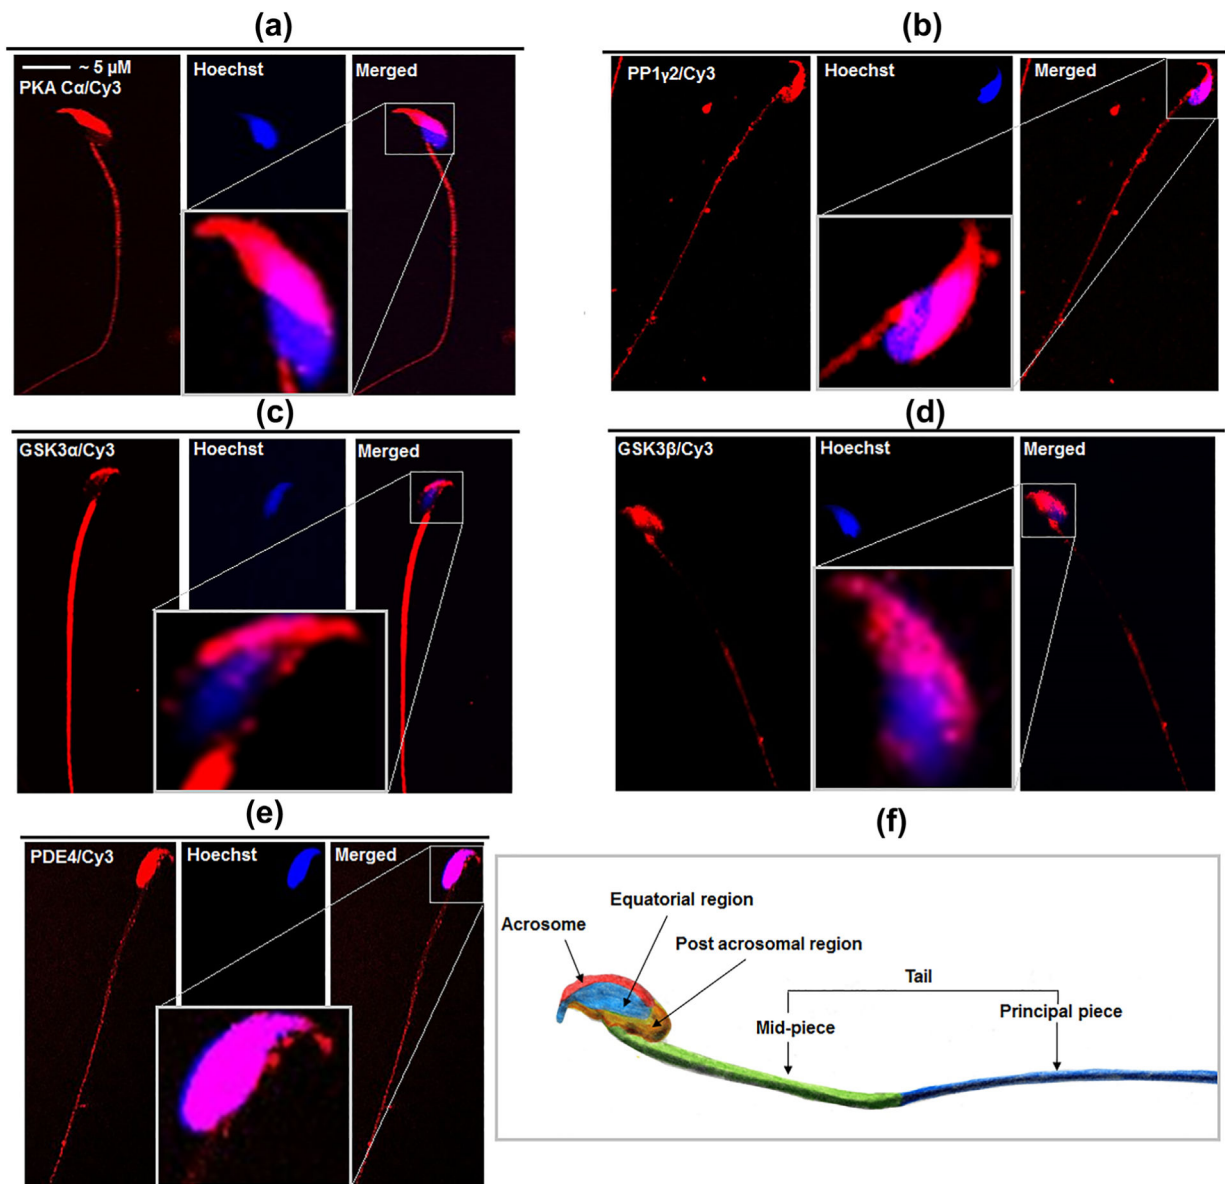 (a)
~ 5 μM
PKA Cα/Cy3
Hoechst
Merged
(b)
PP1γ2/Cy3
Hoechst
Merged
(c)
GSK3α/Cy3
Hoechst
Merged
(d)
GSK3β/Cy3
Hoechst
Merged
(e)
PDE4/Cy3
Hoechst
Merged
(f)
Equatorial region
Acrosome
Post acrosomal region
Tail
Mid-piece
Principal piece